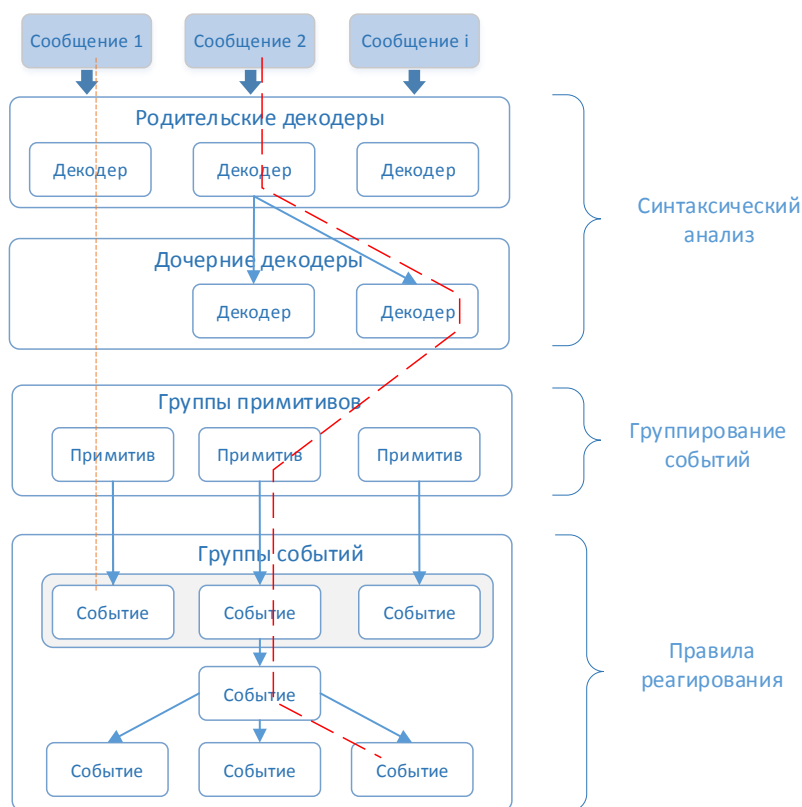 Сообщение 1
Сообщение 2
Сообщение i
Родительские декодеры
Декодер
Декодер
Декодер
Синтаксический
анализ
Дочерние декодеры
Декодер
Декодер
Группы примитивов
Примитив
Примитив
Примитив
Группирование
событий
Группы событий
Событие
Событие
Событие
Правила
реагирования
Событие
Событие
Событие
Событие